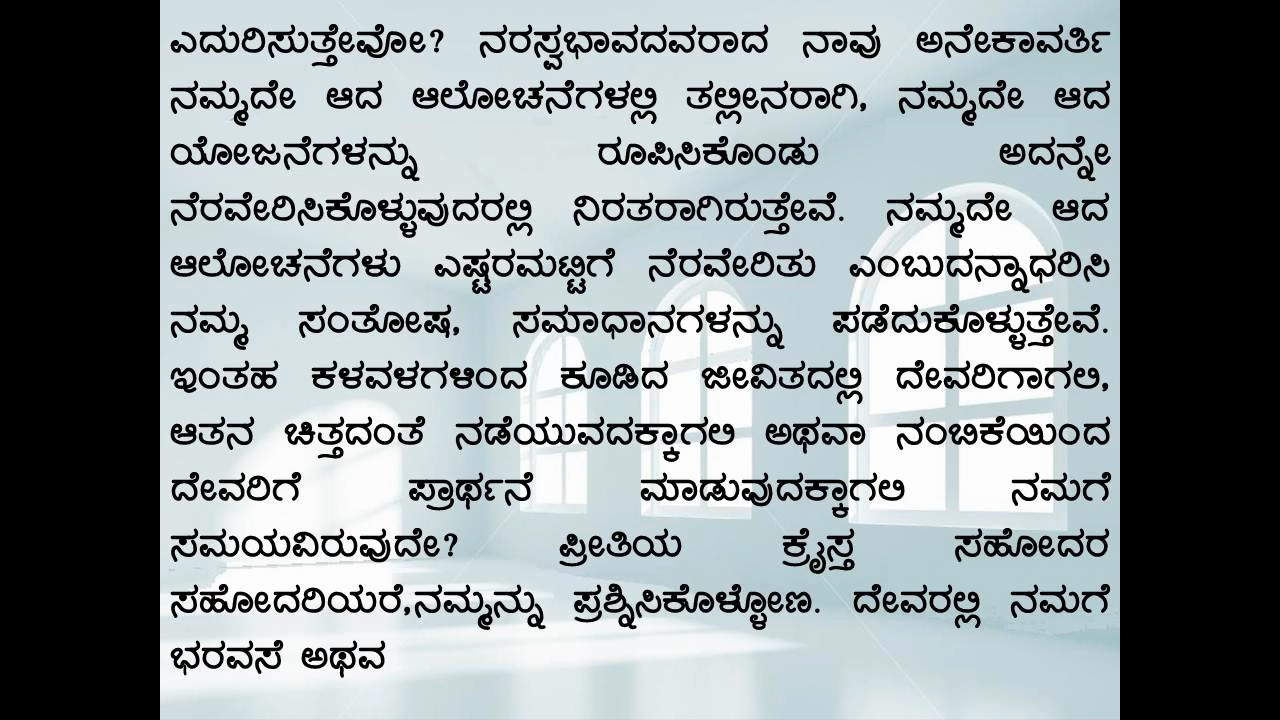 ಎದುರಿಸುತ್ತೇವೋ? ನರಸ್ವಭಾವದವರಾದ ನಾವು ಅನೇಕಾವರ್ತಿ
ನಮ್ಮದೇ ಆದ ಆಲೋಚನೆಗಳಲ್ಲಿ ತಲ್ಲೀನರಾಗಿ, ನಮ್ಮದೇ ಆದ
ಯೋಜನೆಗಳನ್ನು ರೂಪಿಸಿಕೊಂಡು ಅದನ್ನೇ
ನೆರವೇರಿಸಿಕೊಳ್ಳುವುದರಲ್ಲಿ ನಿರತರಾಗಿರುತ್ತೇವೆ. ನಮ್ಮದೇ ಆದ
ಆಲೋಚನೆಗಳು ಎಷ್ಟರಮಟ್ಟಿಗೆ ನೆರವೇರಿತು ಎಂಬುದನ್ನಾಧರಿಸಿ
ನಮ್ಮ ಸಂತೋಷ, ಸಮಾಧಾನಗಳನ್ನು ಪಡೆದುಕೊಳ್ಳುತ್ತೇವೆ.
ಇಂತಹ ಕಳವಳಗಳಿಂದ ಕೂಡಿದ ಜೀವಿತದಲ್ಲಿ ದೇವರಿಗಾಗಲಿ,
ಆತನ ಚಿತ್ತದಂತೆ ನಡೆಯುವದಕ್ಕಾಗಲಿ ಅಥವಾ ನಂಬಿಕೆಯಿಂದ
ದೇವರಿಗೆ ಪ್ರಾರ್ಥನೆ ಮಾಡುವುದಕ್ಕಾಗಲಿ ನಮಗೆ
ಸಮಯವಿರುವುದೇ? ಪ್ರೀತಿಯ ಕ್ರೈಸ್ತ ಸಹೋದರ
ಸಹೋದರಿಯರೆ,ನಮ್ಮನ್ನು ಪ್ರಶ್ನಿಸಿಕೊಳ್ಳೋಣ. ದೇವರಲ್ಲಿ ನಮಗೆ
ಭರವಸೆ ಅಥವ